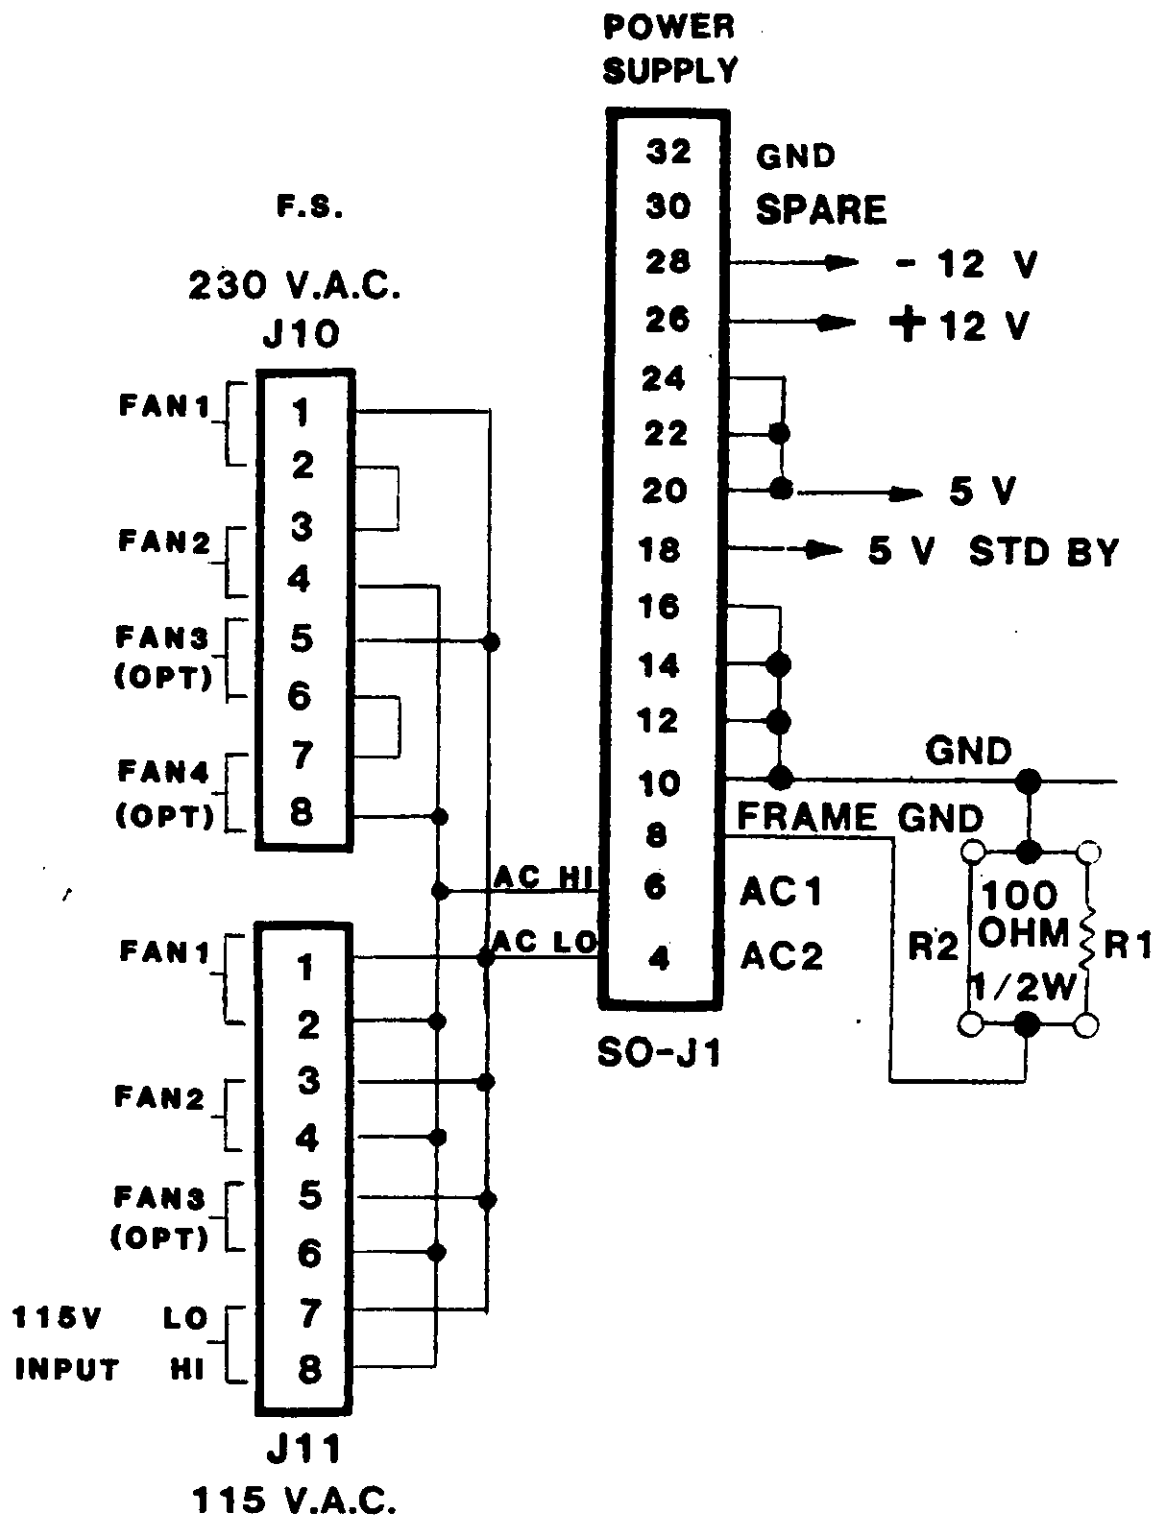 POWER
SUPPLY
32 GND
30 SPARE
28 - 12 V
26 + 12 V
24
22
20 5 V
18 5 V STD BY
16
14
12
10 GND
8 FRAME GND
AC HI 6 AC1
AC LO 4 AC2
SO-J1
100
OHM
1/2W
R2
R1
F.S.
230 V.A.C.
J10
FAN1
1
2
3
FAN2
4
FAN3
(OPT)
5
6
7
FAN4
(OPT)
8
FAN1
1
2
3
FAN2
4
FAN3
(OPT)
5
6
115V LO 7
INPUT HI 8
J11
115 V.A.C.